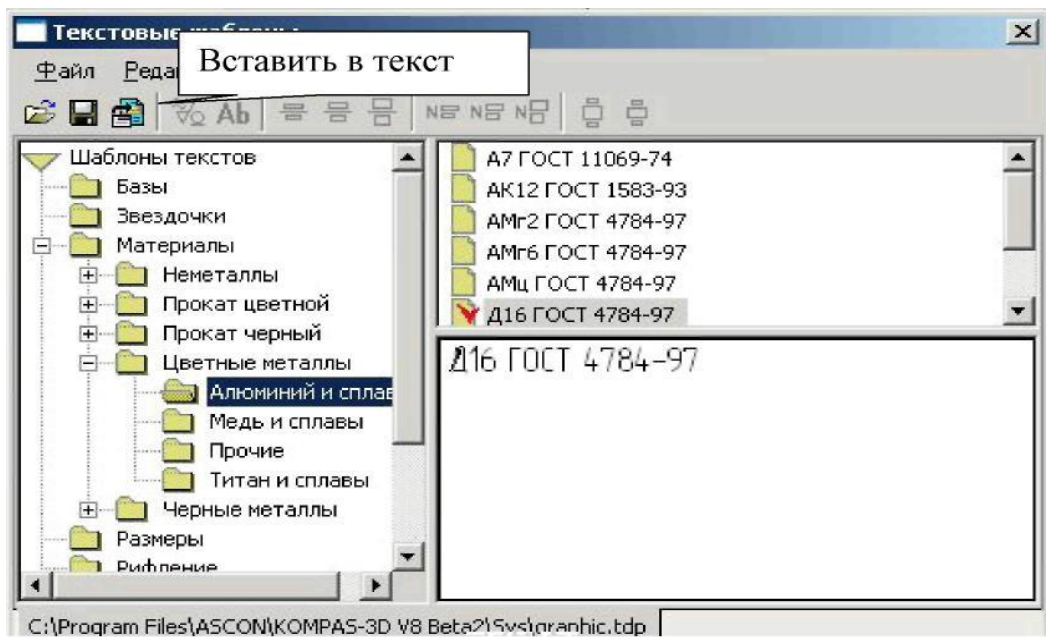 Текстовые шаблоны
Вставить в текст
Файл Редак
Ab N N N
Шаблоны текстов
Базы
Звездочки
Материалы
Неметаллы
Прокат цветной
Прокат черный
Цветные металлы
Алюминий и сплав
Медь и сплавы
Прочие
Титан и сплавы
Черные металлы
Размеры
Рифление
А7 ГОСТ 11069-74
АК12 ГОСТ 1583-93
АМг2 ГОСТ 4784-97
АМг6 ГОСТ 4784-97
АМц ГОСТ 4784-97
Д16 ГОСТ 4784-97
Д16 ГОСТ 4784-97
C:\Program Files\ASCON\KOMPAS-3D V8 Beta2\Sys\graphic.tdp